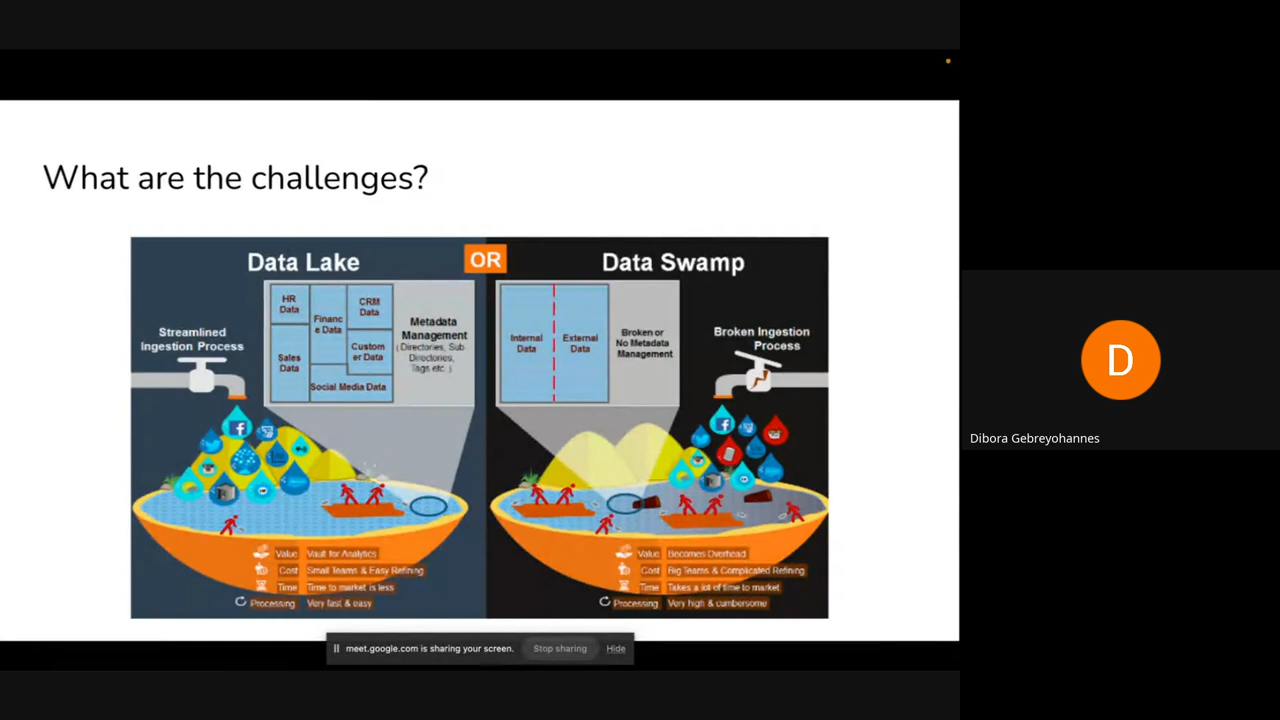 What are the challenges?
Data Lake
OR
Data Swamp
Streamlined
Ingestion Process
HR
Data
Financ
e Data
CRM
Data
Sales
Data
Custom
er Data
Social Media Data
Metadata
Management
(Directories, Sub-
Directories,
Tags etc. )
Internal
Data
External
Data
Broken or
No Metadata
Management
Broken Ingestion
Process
Value Vault for Analytics
Cost Small Teams & Easy Refining
Time Time to market is less
Processing Very fast & easy
Value Becomes Overhead
Cost Big Teams & Complicated Refining
Time Takes a lot of time to market
Processing Very high & cumbersome
meet.google.com is sharing your screen.
Stop sharing
Hide
D
Dibora Gebreyohannes